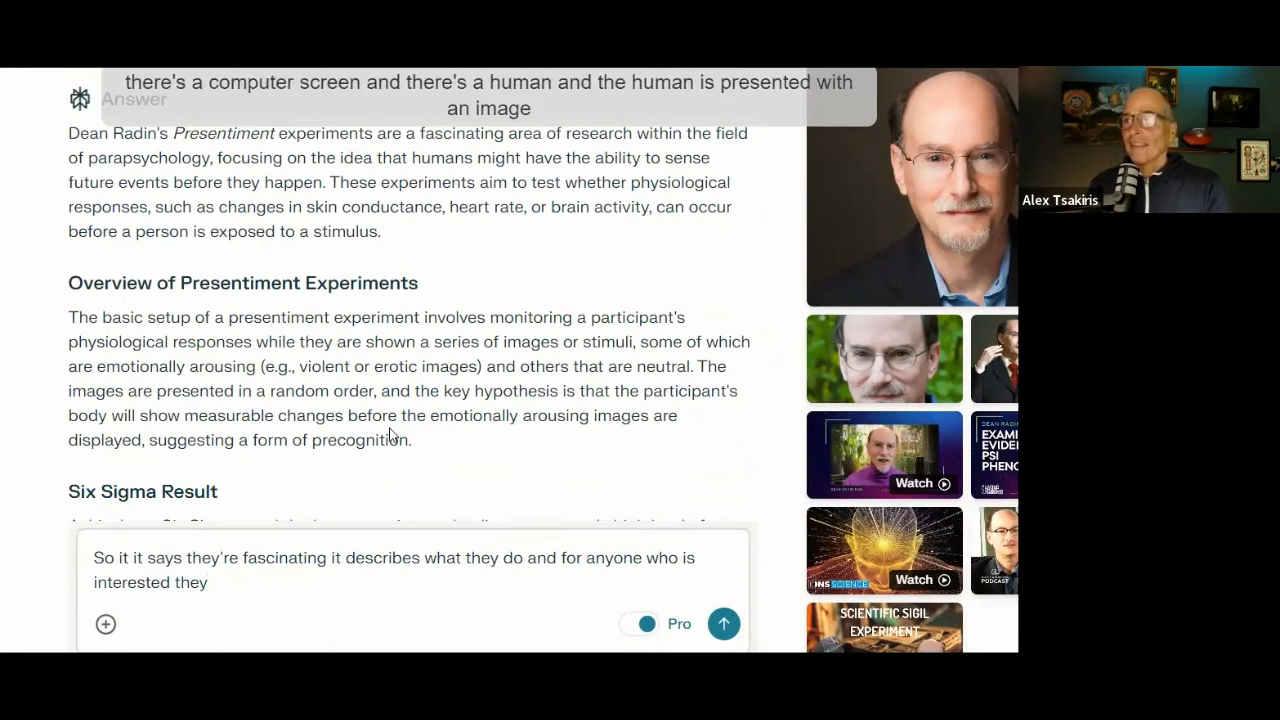 there's a computer screen and there's a human and the human is presented with
an image
Answer
Dean Radin's Presentiment experiments are a fascinating area of research within the field
of parapsychology, focusing on the idea that humans might have the ability to sense
future events before they happen. These experiments aim to test whether physiological
responses, such as changes in skin conductance, heart rate, or brain activity, can occur
before a person is exposed to a stimulus.
Overview of Presentiment Experiments
The basic setup of a presentiment experiment involves monitoring a participant's
physiological responses while they are shown a series of images or stimuli, some of which
are emotionally arousing (e.g., violent or erotic images) and others that are neutral. The
images are presented in a random order, and the key hypothesis is that the participant's
body will show measurable changes before the emotionally arousing images are
displayed, suggesting a form of precognition.
Six Sigma Result
So it it says they're fascinating it describes what they do and for anyone who is
interested they
Pro
Alex Tsakiris
Watch
DEAN RADIN
EXAMI
EVIDEN
PSI
PHENO
IONS SCIENCE
Watch
PODCAST
SCIENTIFIC SIGIL
EXPERIMENT